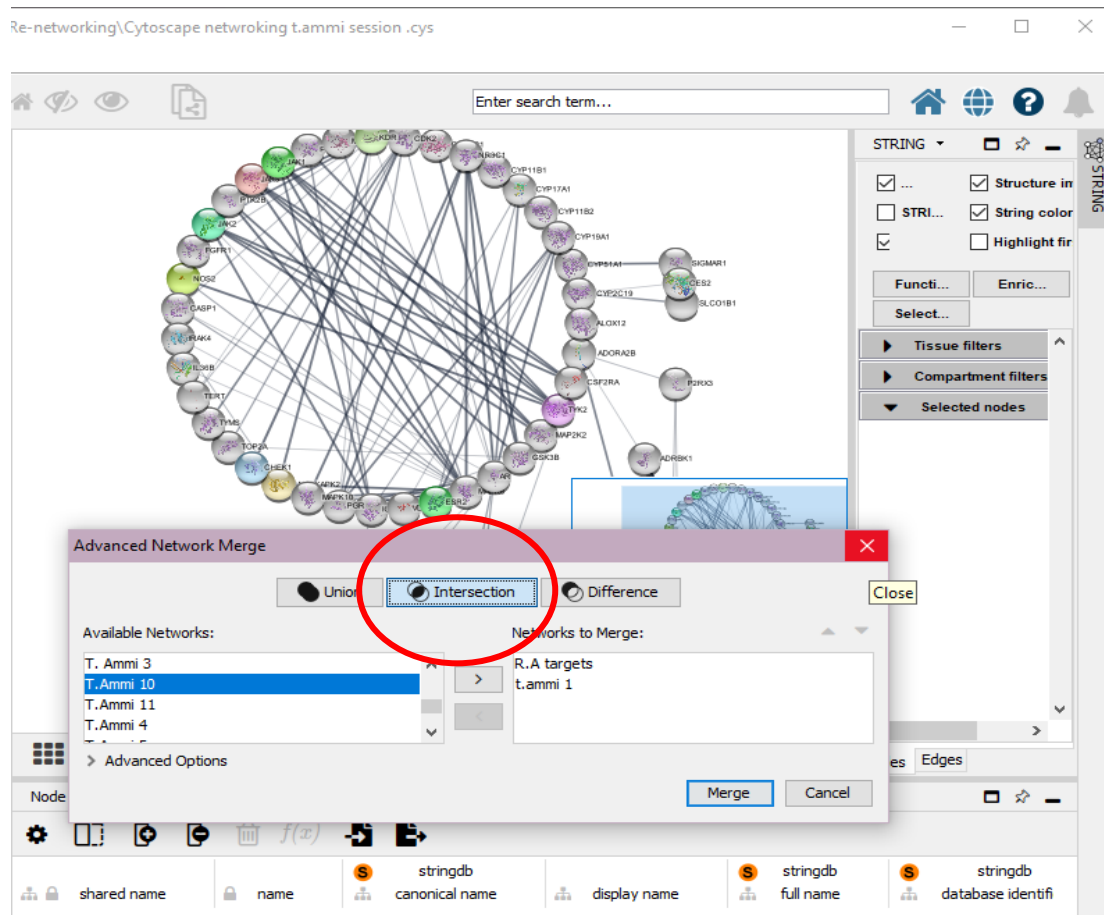 Re-networking\Cytoscape netwroking t.ammi session .cys
Enter search term...
STRING
STRING
...
Structure in
STRI...
String color
Highlight fir
Functi...
Enric...
Select...
Tissue filters
Compartment filters
Selected nodes
KDR
CDK2
NR3C1
CYP11B1
CYP17A1
CYP11B2
CYP19A1
CYP51A1
CYP2C19
ALOX12
ADORA2B
CSF2RA
TYK2
MAP2K2
GSK3B
AR
ESR2
PGR
MAPK10
CHEK1
TOP2A
TYMS
TERT
IRAK4
CASP1
NOS2
FGFR1
JAK2
PTK2B
JAK1
SIGMAR1
CES2
SLCO1B1
P2RX3
ADRBK1
Advanced Network Merge
Union
Intersection
Difference
Close
Available Networks:
Networks to Merge:
T. Ammi 3
T.Ammi 10
T.Ammi 11
T.Ammi 4
R.A targets
t.ammi 1
>
<
Advanced Options
Merge
Cancel
es
Edges
Node
f(x)
shared name
name
stringdb
canonical name
display name
stringdb
full name
stringdb
database identifi